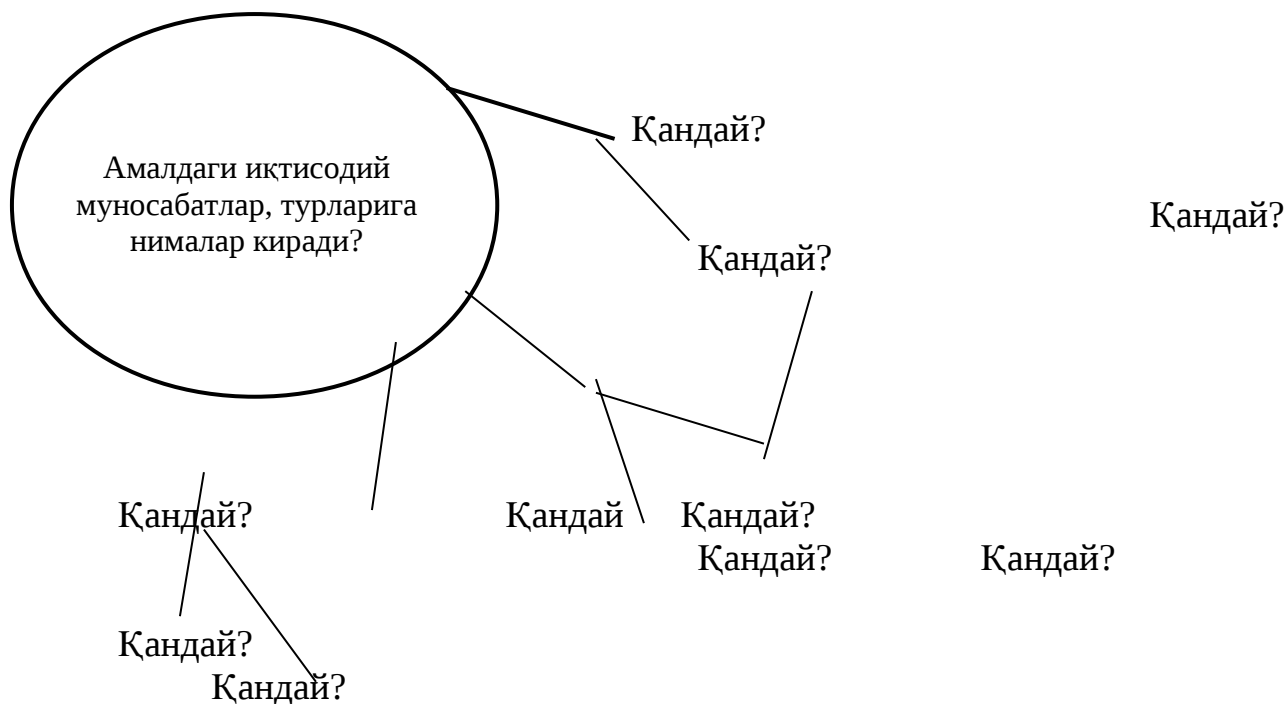 Қандай?
Амалдаги иқтисодий
муносабатлар, турларига
нималар киради?
Қандай?
Қандай?
Қандай? Қандай Қандай?
Қандай? Қандай?
Қандай?
Қандай?